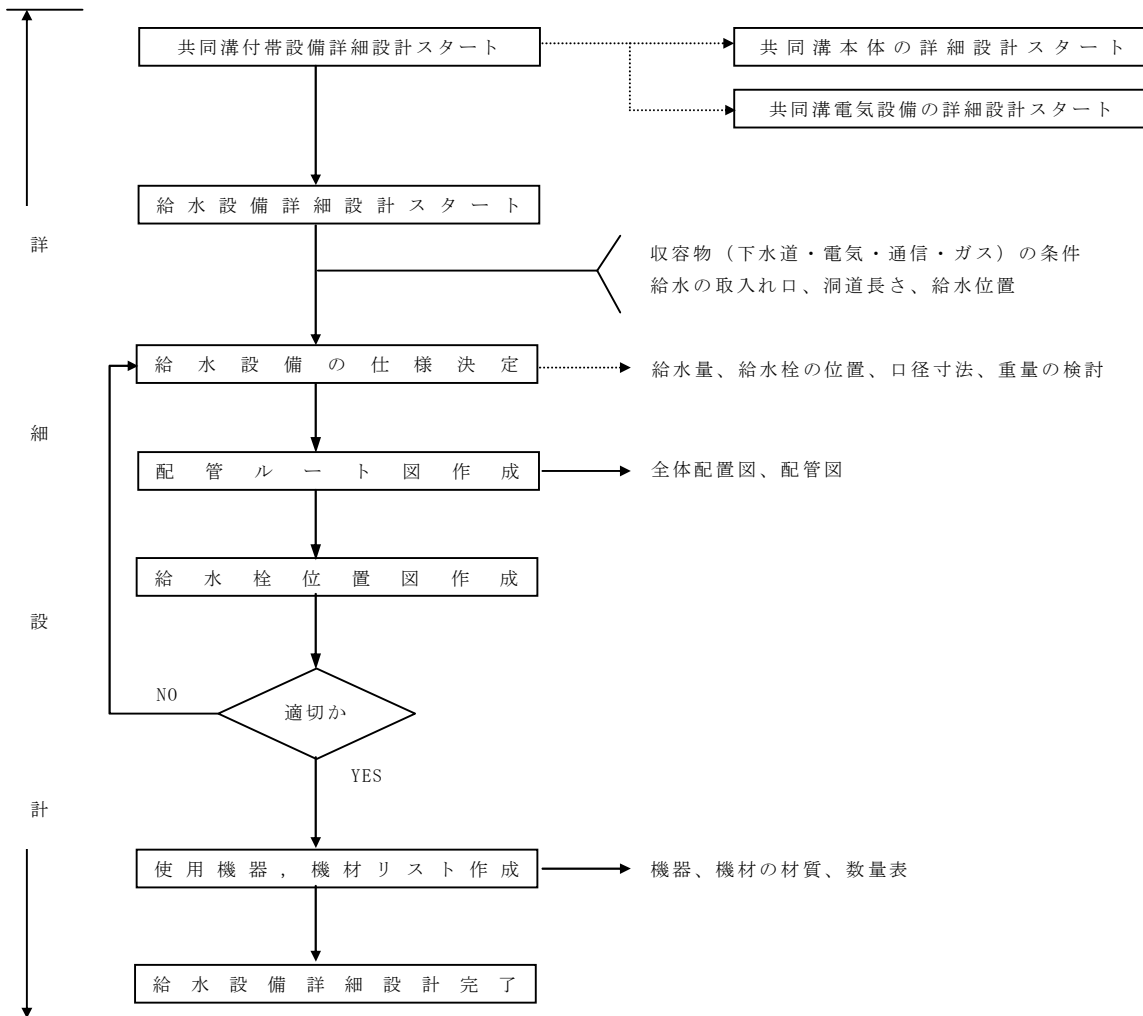 共同溝付帯設備詳細設計スタート
共同溝本体の詳細設計スタート
共同溝電気設備の詳細設計スタート
給水設備詳細設計スタート
詳
収容物（下水道・電気・通信・ガス）の条件
給水の取入れ口、洞道長さ、給水位置
給水設備の仕様決定
給水量、給水栓の位置、口径寸法、重量の検討
細
配管ルート図作成
全体配置図、配管図
給水栓位置図作成
設
NO
適切か
YES
計
使用機器，機材リスト作成
機器、機材の材質、数量表
給水設備詳細設計完了